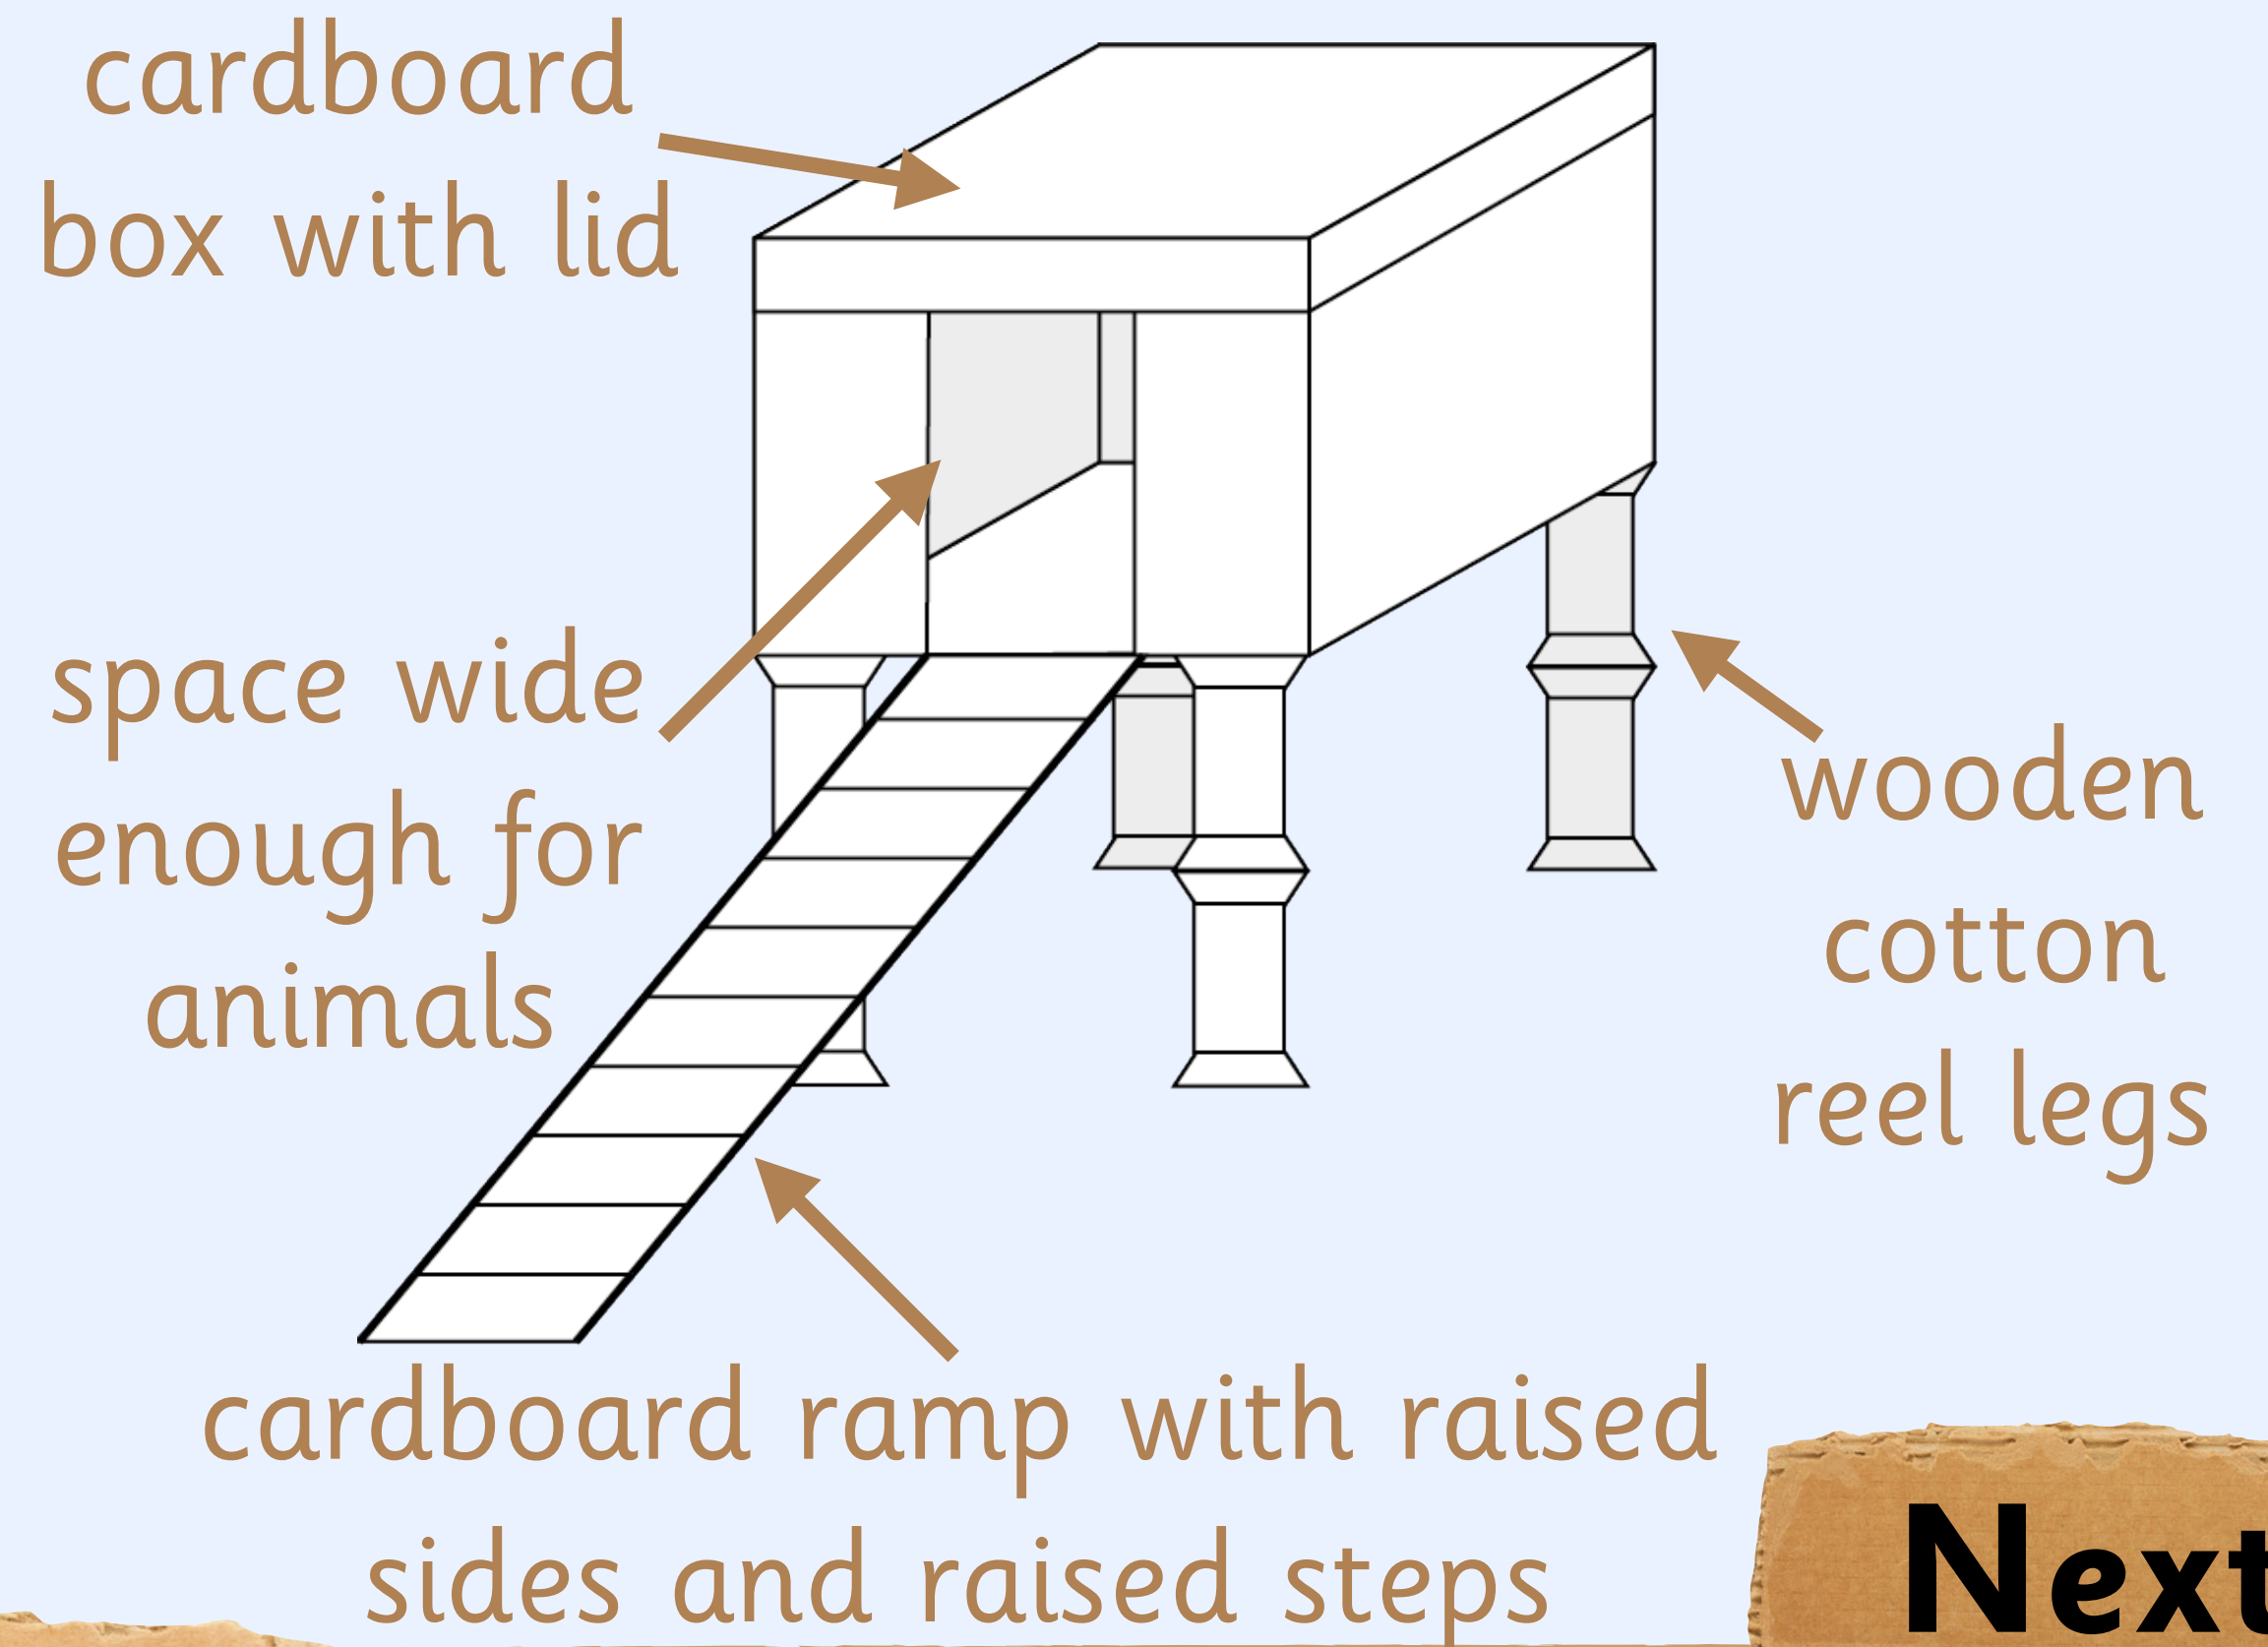 cardboard
box with lid
space wide
enough for
animals
wooden
cotton
reel legs
cardboard ramp with raised
sides and raised steps
Next